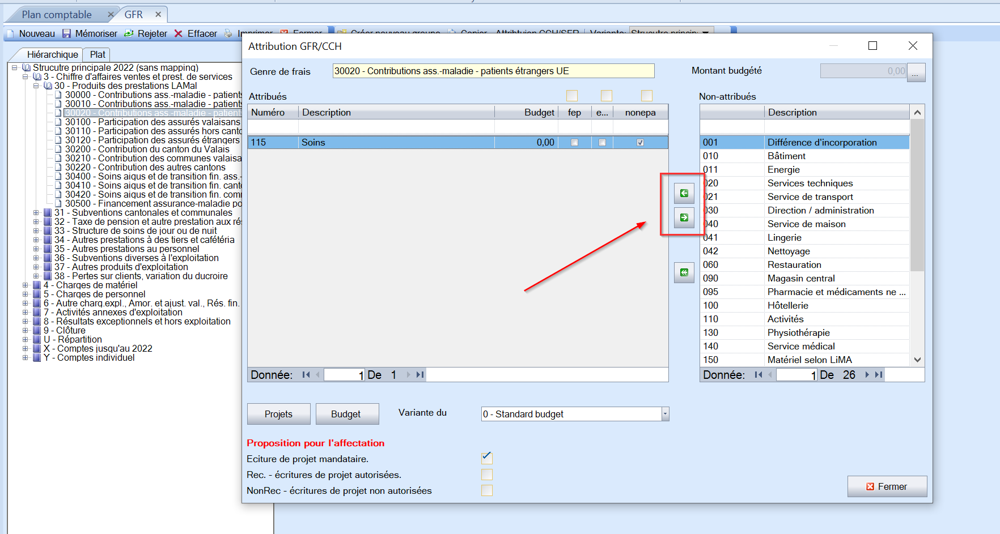 Plan comptable
GFR
Nouveau Mémoriser Rejeter Effacer Imprimer Fermer Créer nouveau groupe Copier Attribtuion CCH/SER Variante: Strucutre principa
Hiérarchique Plat
Strucutre principale 2022 (sans mapping)
3 - Chiffre d'affaires ventes et prest. de services
30 - Produits des prestations LAMal
30000 - Contributions ass.-maladie - patients
30010 - Contributions ass.-maladie - patients
30020 - Contributions ass.-maladie - patient
30100 - Participation des assurés valaisans
30110 - Participation des assurés hors canto
30120 - Participation des assurés étrangers
30200 - Contribution du canton du Valais
30210 - Contribution des communes valaisa
30220 - Contribution des autres cantons
30400 - Soins aigus et de transition fin. ass.-
30410 - Soins aigus et de transition fin. canto
30420 - Soins aigus et de transition fin. com
30500 - Financement assurance-maladie po
31 - Subventions cantonales et communales
32 - Taxe de pension et autre prestation aux rés
33 - Structure de soins de jour ou de nuit
34 - Autres prestations à des tiers et cafétéria
35 - Autres prestations au personnel
36 - Subventions diverses à l'exploitation
37 - Autres produits d'exploitation
38 - Pertes sur clients, variation du ducroire
4 - Charges de matériel
5 - Charges de personnel
6 - Autre charg.expl., Amor. et ajust. val., Rés. fin.
7 - Activités annexes d'exploitation
8 - Résultats exceptionnels et hors exploitation
9 - Clôture
U - Répartition
X - Comptes jusqu'au 2022
Y - Comptes individuel
Attribution GFR/CCH
Genre de frais 30020 - Contributions ass.-maladie - patients étrangers UE
Montant budgété 0,00 ...
Attribués
Numéro Description Budget fep e... nonepa
115 Soins 0,00
Donnée: 1 De 1
Non-attribués
Description
001 Différence d'incorporation
010 Bâtiment
011 Energie
020 Services techniques
021 Service de transport
030 Direction / administration
040 Service de maison
041 Lingerie
042 Nettoyage
060 Restauration
090 Magasin central
095 Pharmacie et médicaments ne ...
100 Hôtellerie
110 Activités
130 Physiothérapie
140 Service médical
150 Matériel selon LiMA
Donnée: 1 De 26
Projets Budget Variante du 0 - Standard budget
Proposition pour l'affectation
Eciture de projet mandataire.
Rec. - écritures de projet autorisées.
NonRec - écritures de projet non autorisées
Fermer